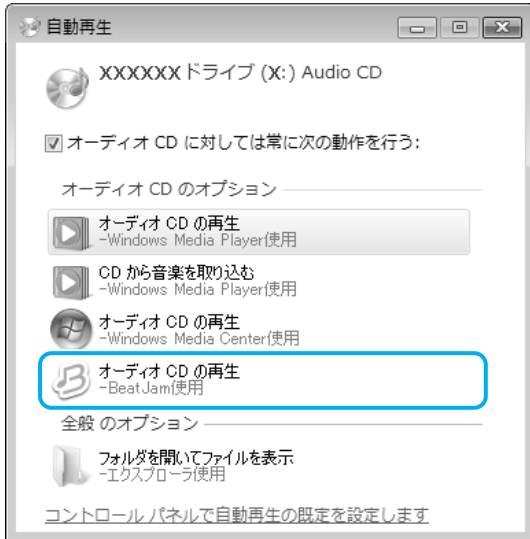 自動再生
XXXXXXドライブ (X:) Audio CD
オーディオ CD に対しては常に次の動作を行う:
オーディオ CD のオプション
オーディオ CD の再生
-Windows Media Player使用
CD から音楽を取り込む
-Windows Media Player使用
オーディオ CD の再生
-Windows Media Center使用
オーディオ CD の再生
-BeatJam使用
全般 のオプション
フォルダを開いてファイルを表示
-エクスプローラ使用
コントロール パネルで自動再生の既定を設定します